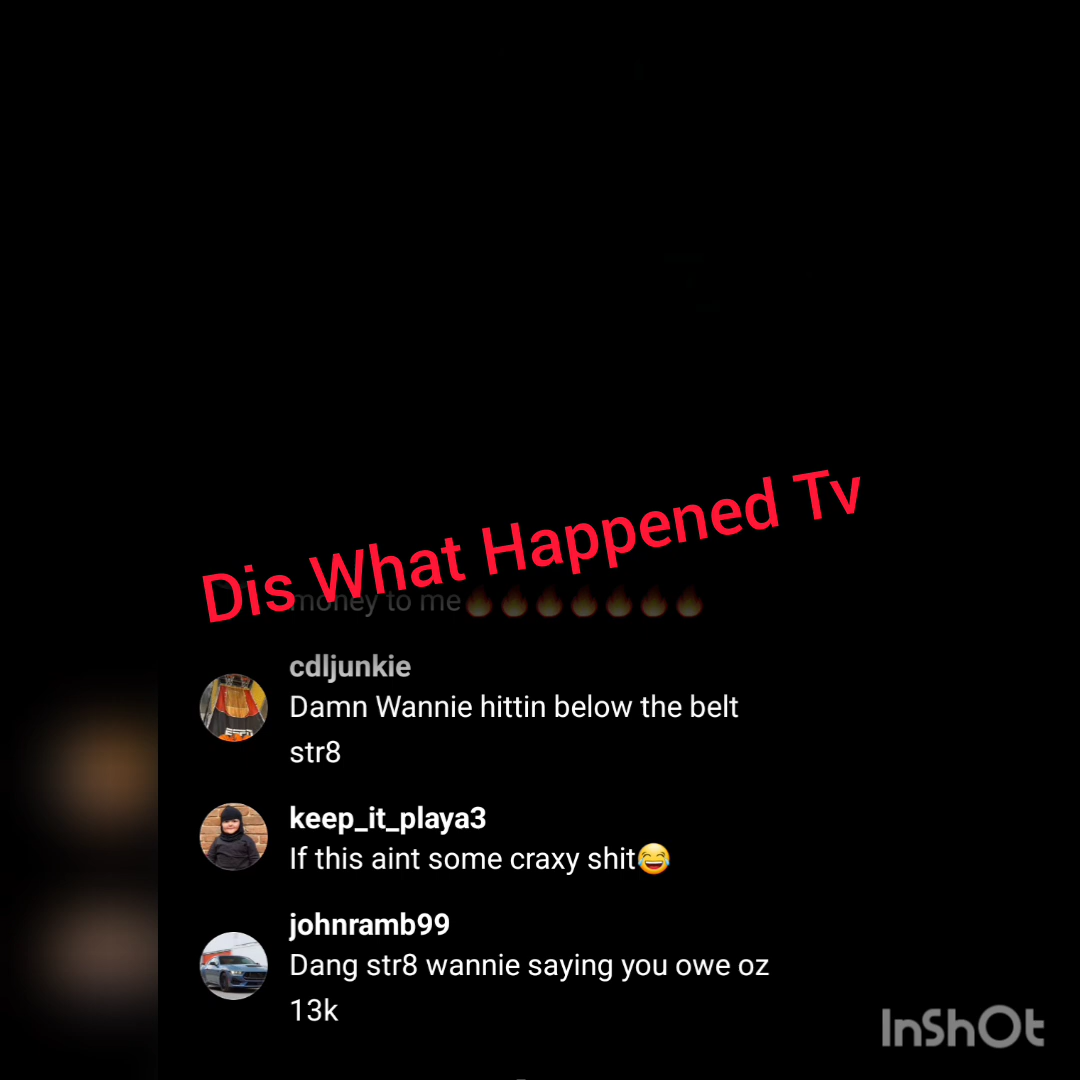 Dis What Happened Tv
money to me🔥🔥🔥🔥🔥🔥🔥
cdljunkie
Damn Wannie hittin below the belt
str8
keep_it_playa3
If this aint some craxy shit😂
johnramb99
Dang str8 wannie saying you owe oz
13k
ESPN
InShOt